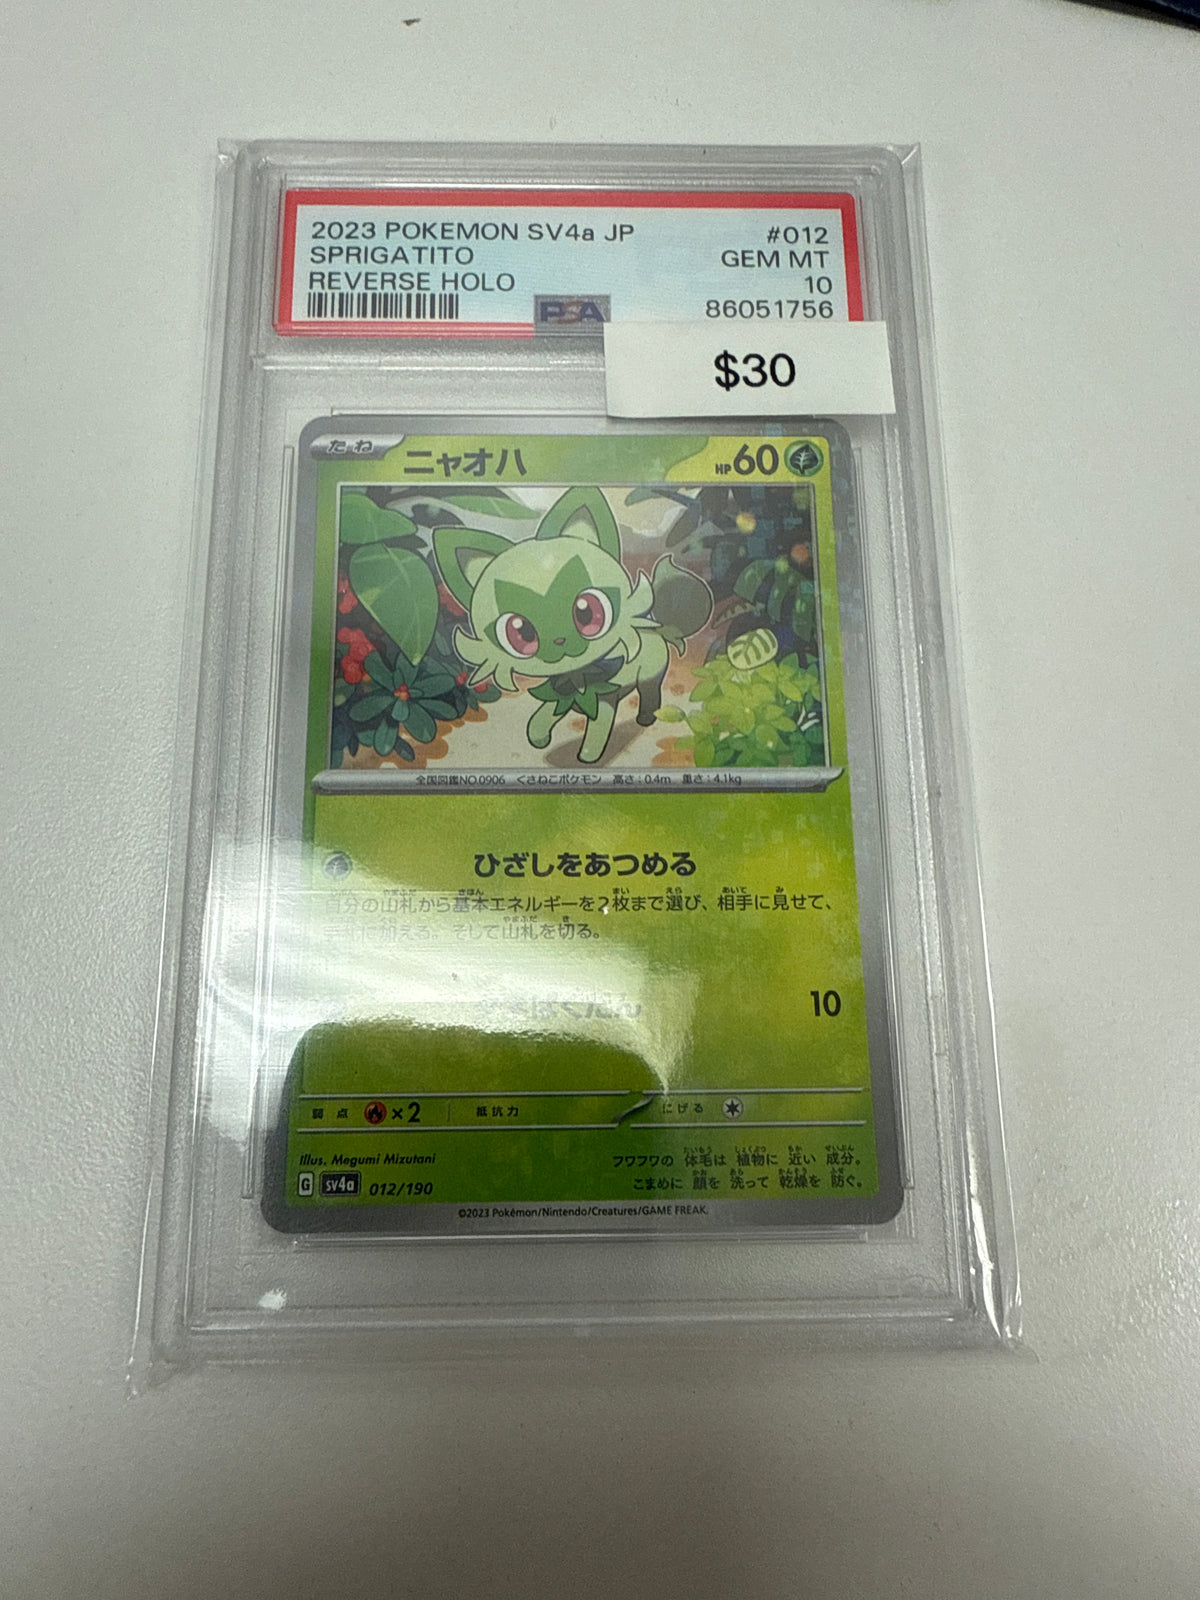 2023 POKEMON SV4a JP
#012
SPRIGATITO
GEM MT
REVERSE HOLO
10
PSA
86051756
$30
たね
ニャオハ
HP60
全国図鑑NO.0906 くさねこポケモン 高さ:0.4m 重さ:4.1kg
ひざしをあつめる
自分の山札から基本エネルギーを2枚まで選び、相手に見せて、
手札に加える。そして山札を切る。
ばくだん
10
弱点 ×2 抵抗力 にげる
Illus. Megumi Mizutani
フワフワの 体毛は 植物に 近い 成分。
こまめに 顔を 洗って 乾燥を 防ぐ。
G sv4a 012/190
©2023 Pokémon/Nintendo/Creatures/GAME FREAK.